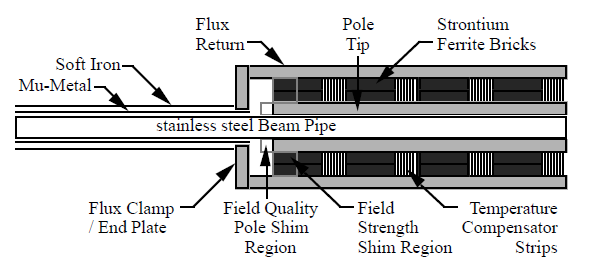 Flux
Return
Pole
Tip
Strontium
Ferrite Bricks
Soft Iron
Mu-Metal
stainless steel Beam Pipe
Flux Clamp
/ End Plate
Field Quality
Pole Shim
Region
Field
Strength
Shim Region
Temperature
Compensator
Strips